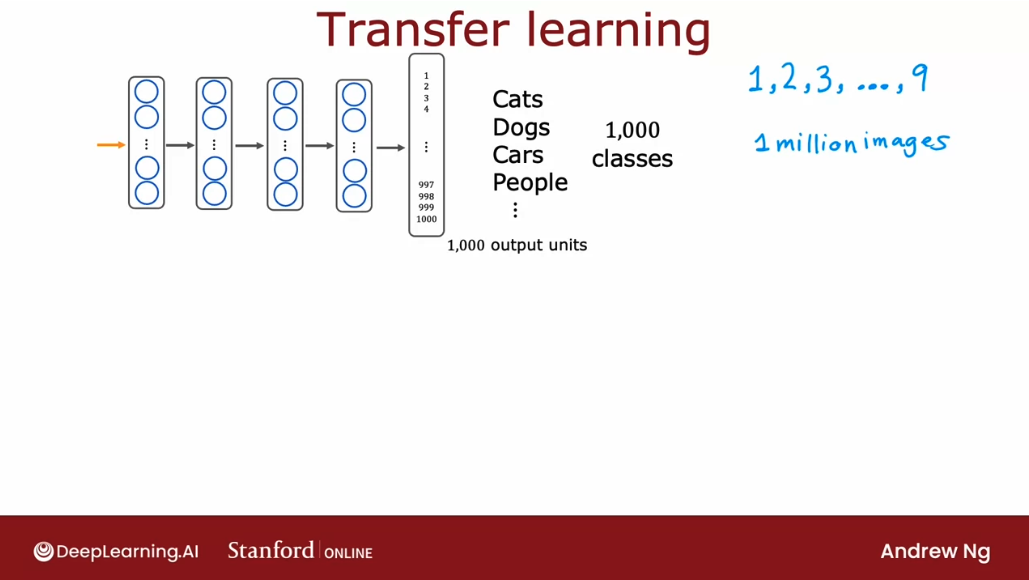 Transfer learning
1
2
3
4
⋮
997
998
999
1000
Cats
Dogs
Cars
People
⋮
1,000
classes
1,000 output units
1,2,3, ..., 9
1 million images
DeepLearning.AI
Stanford | ONLINE
Andrew Ng